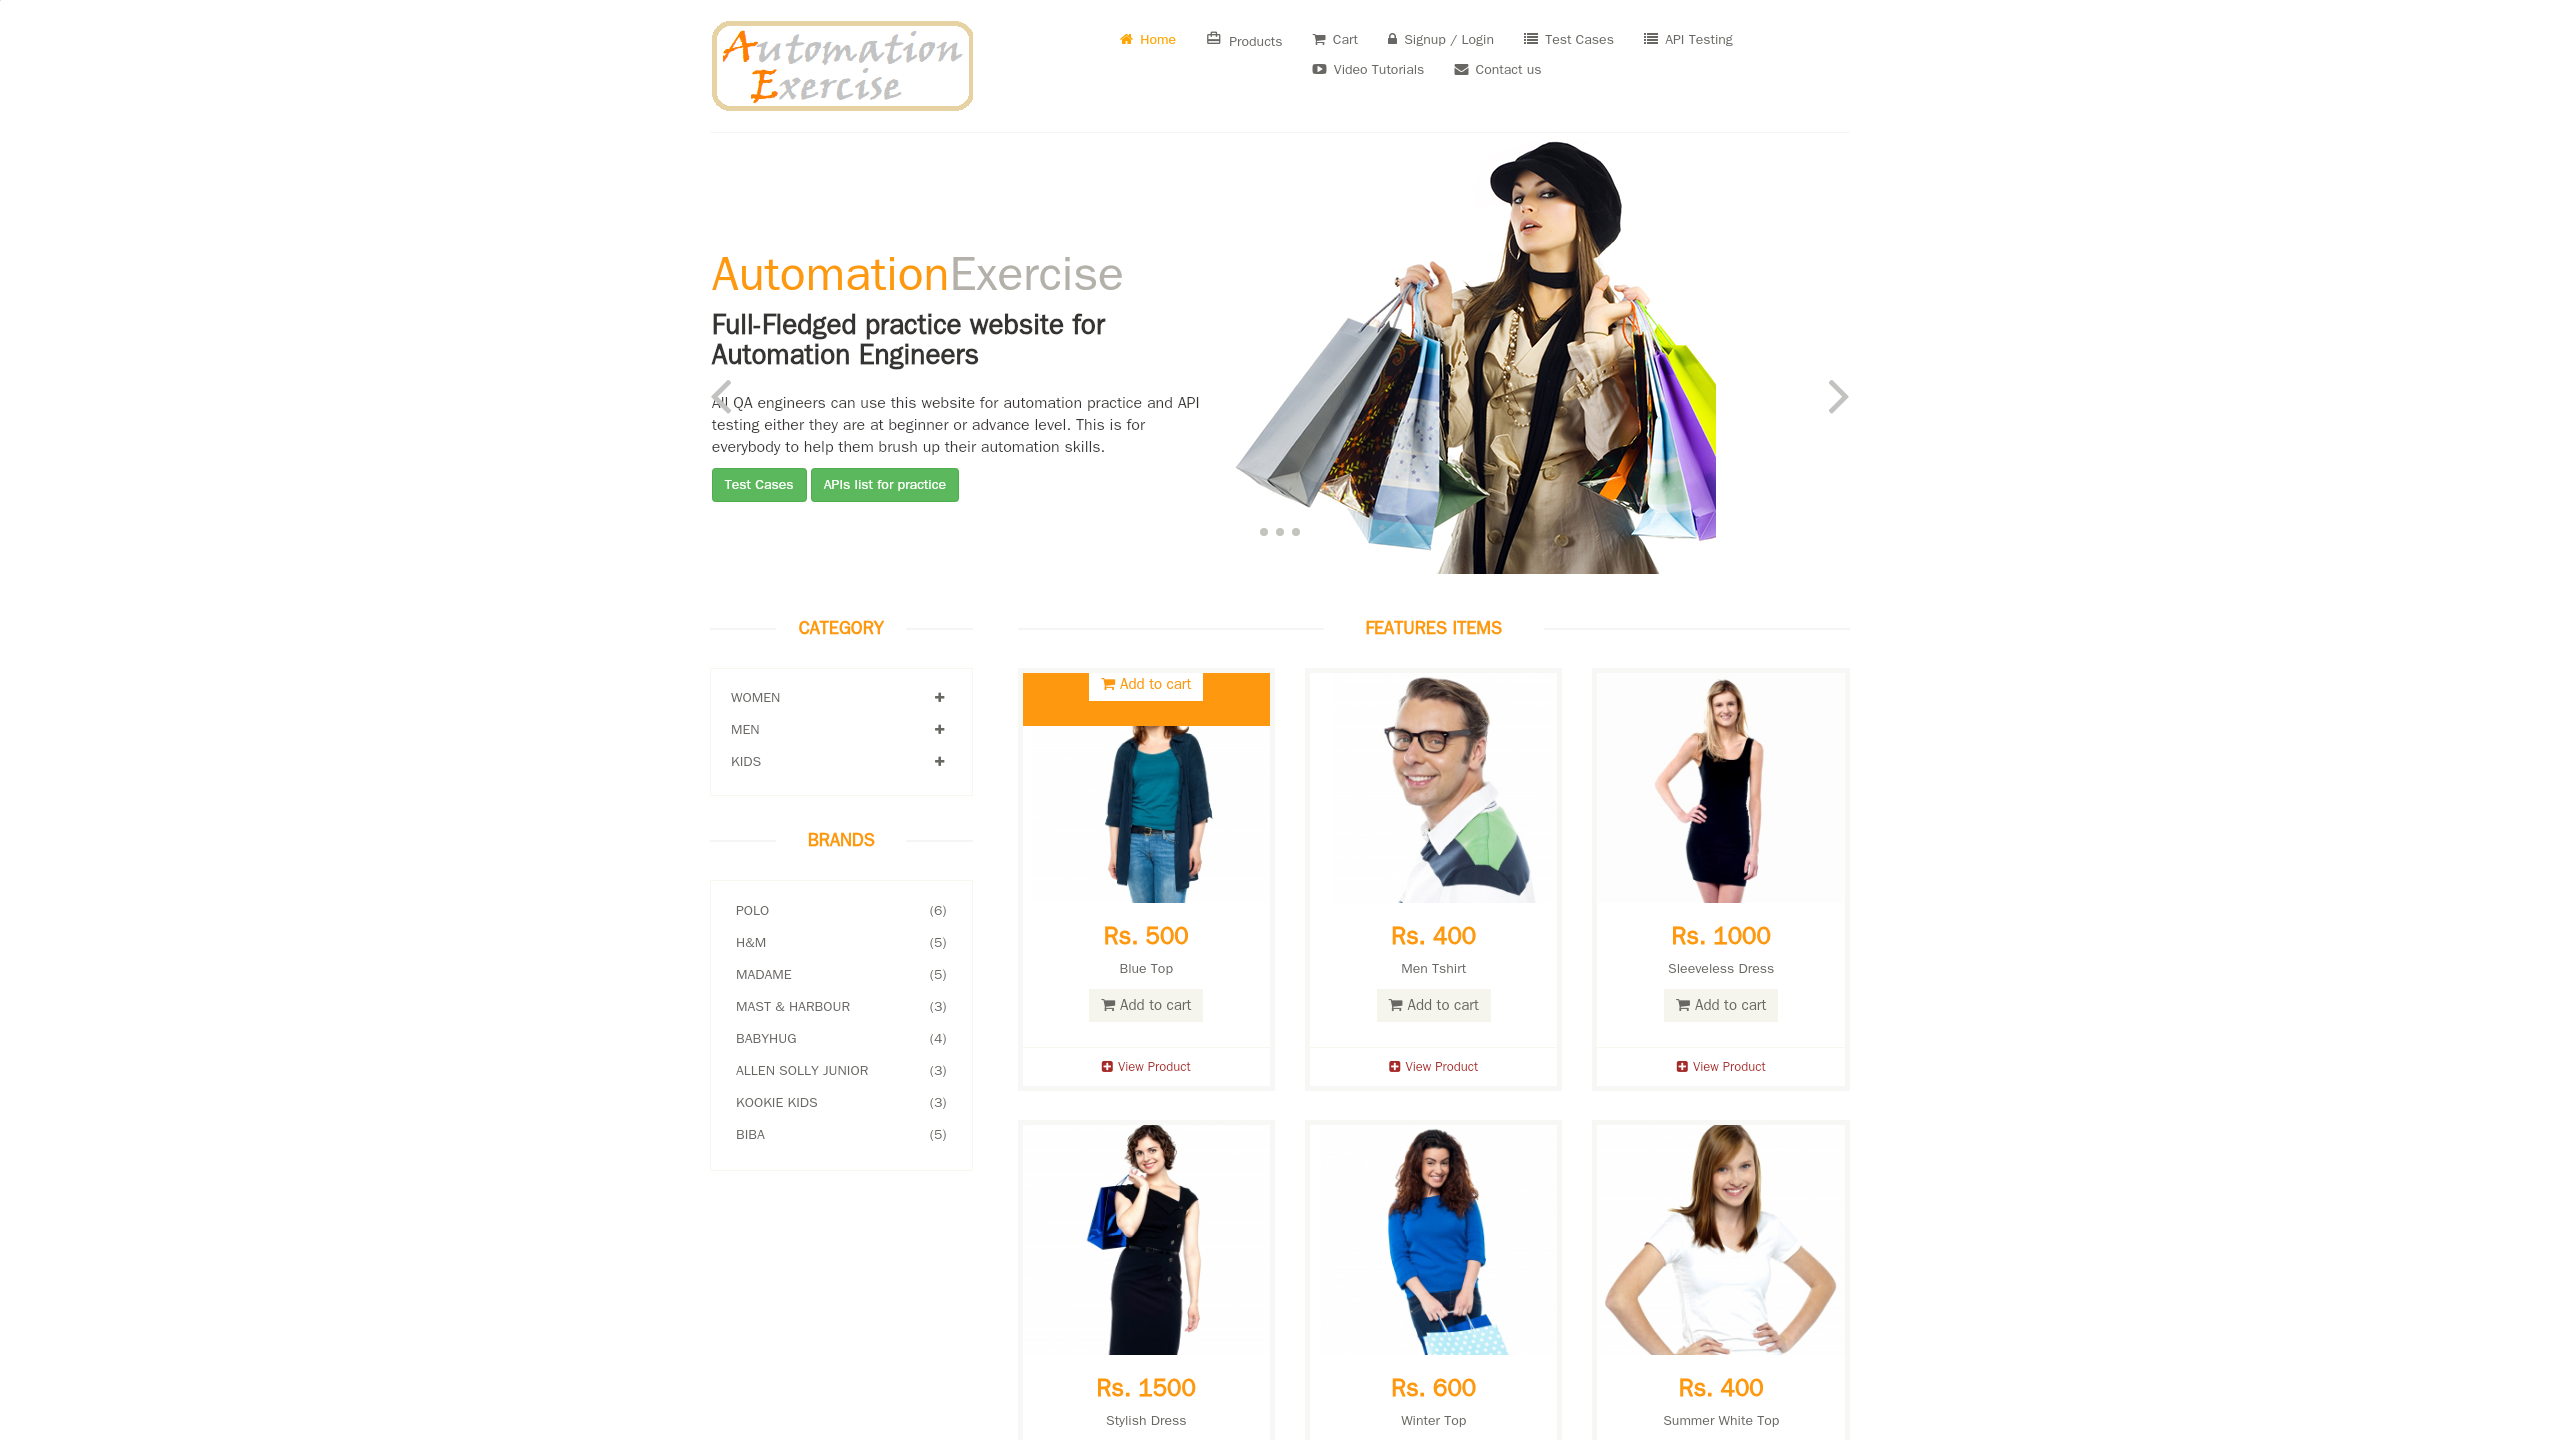 Automation
Exercise
Home
Products
Cart
Signup / Login
Test Cases
API Testing
Video Tutorials
Contact us
AutomationExercise
Full-Fledged practice website for
Automation Engineers
All QA engineers can use this website for automation practice and API
testing either they are at beginner or advance level. This is for
everybody to help them brush up their automation skills.
Test Cases
APIs list for practice
CATEGORY
WOMEN
MEN
KIDS
BRANDS
POLO (6)
H&M (5)
MADAME (5)
MAST & HARBOUR (3)
BABYHUG (4)
ALLEN SOLLY JUNIOR (3)
KOOKIE KIDS (3)
BIBA (5)
FEATURES ITEMS
Add to cart
Rs. 500
Blue Top
Add to cart
View Product
Rs. 400
Men Tshirt
Add to cart
View Product
Rs. 1000
Sleeveless Dress
Add to cart
View Product
Rs. 1500
Stylish Dress
Rs. 600
Winter Top
Rs. 400
Summer White Top